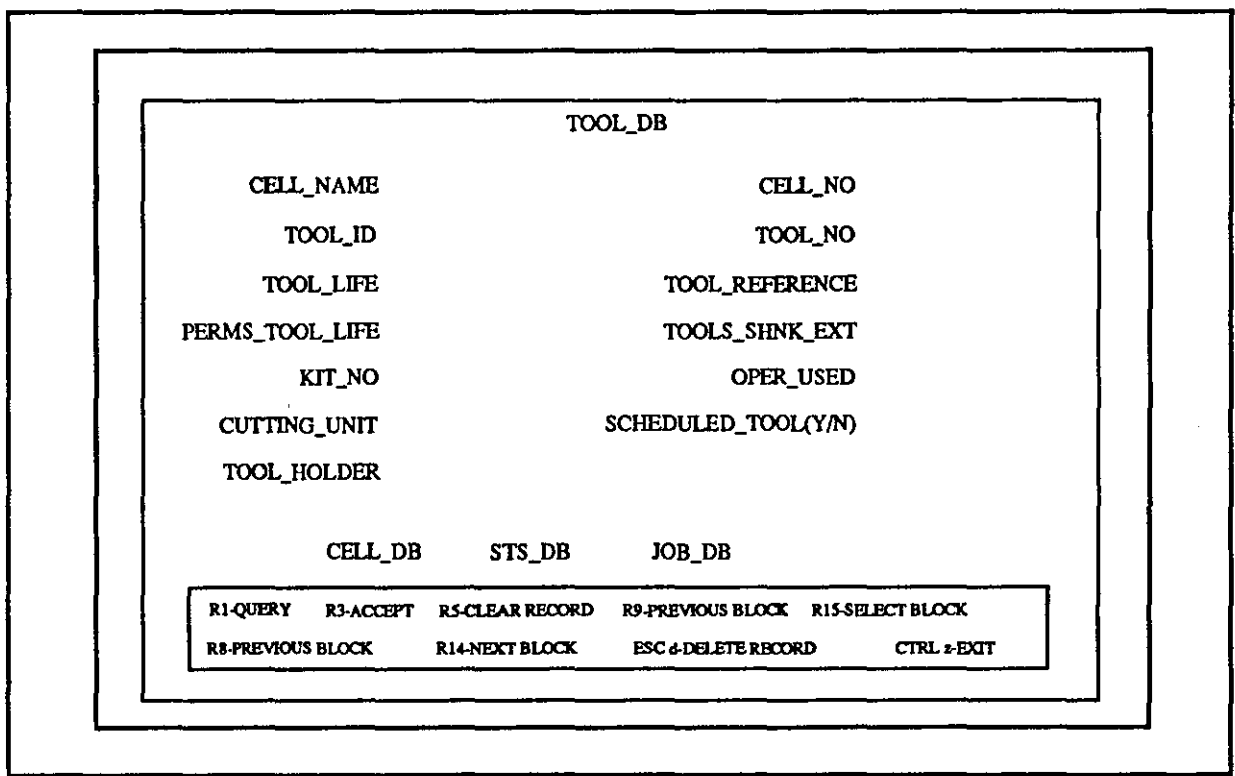 TOOL_DB
CELL_NAME CELL_NO
TOOL_ID TOOL_NO
TOOL_LIFE TOOL_REFERENCE
PERMS_TOOL_LIFE TOOLS_SHNK_EXT
KIT_NO OPER_USED
CUTTING_UNIT SCHEDULED_TOOL(Y/N)
TOOL_HOLDER
CELL_DB STS_DB JOB_DB
R1-QUERY R3-ACCEPT R5-CLEAR RECORD R9-PREVIOUS BLOCK R15-SELECT BLOCK
R8-PREVIOUS BLOCK R14-NEXT BLOCK ESC d-DELETE RECORD CTRL z-EXIT